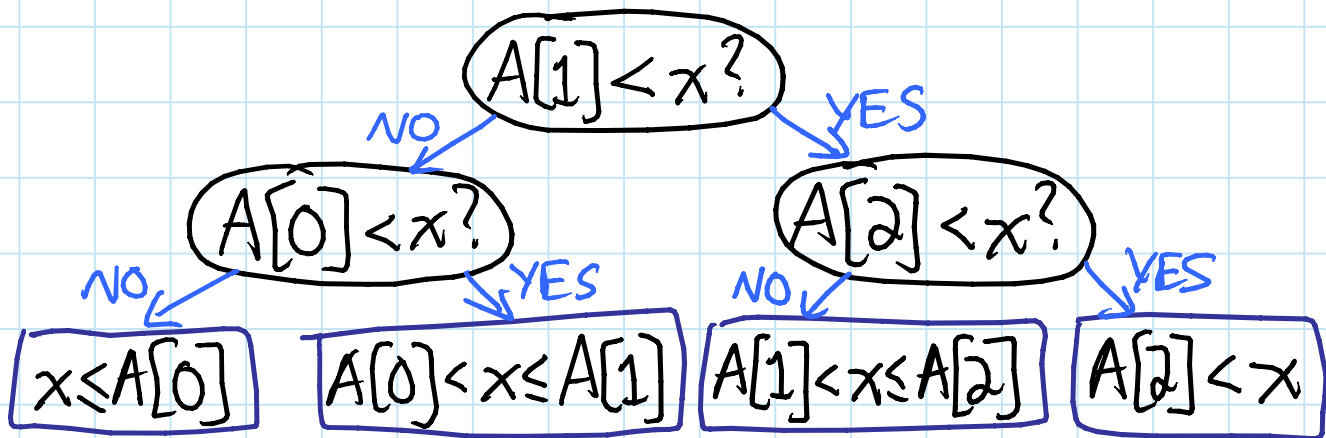 A[1] < x?
NO
YES
A[0] < x?
A[2] < x?
NO
YES
NO
YES
x ≤ A[0]
A[0] < x ≤ A[1]
A[1] < x ≤ A[2]
A[2] < x